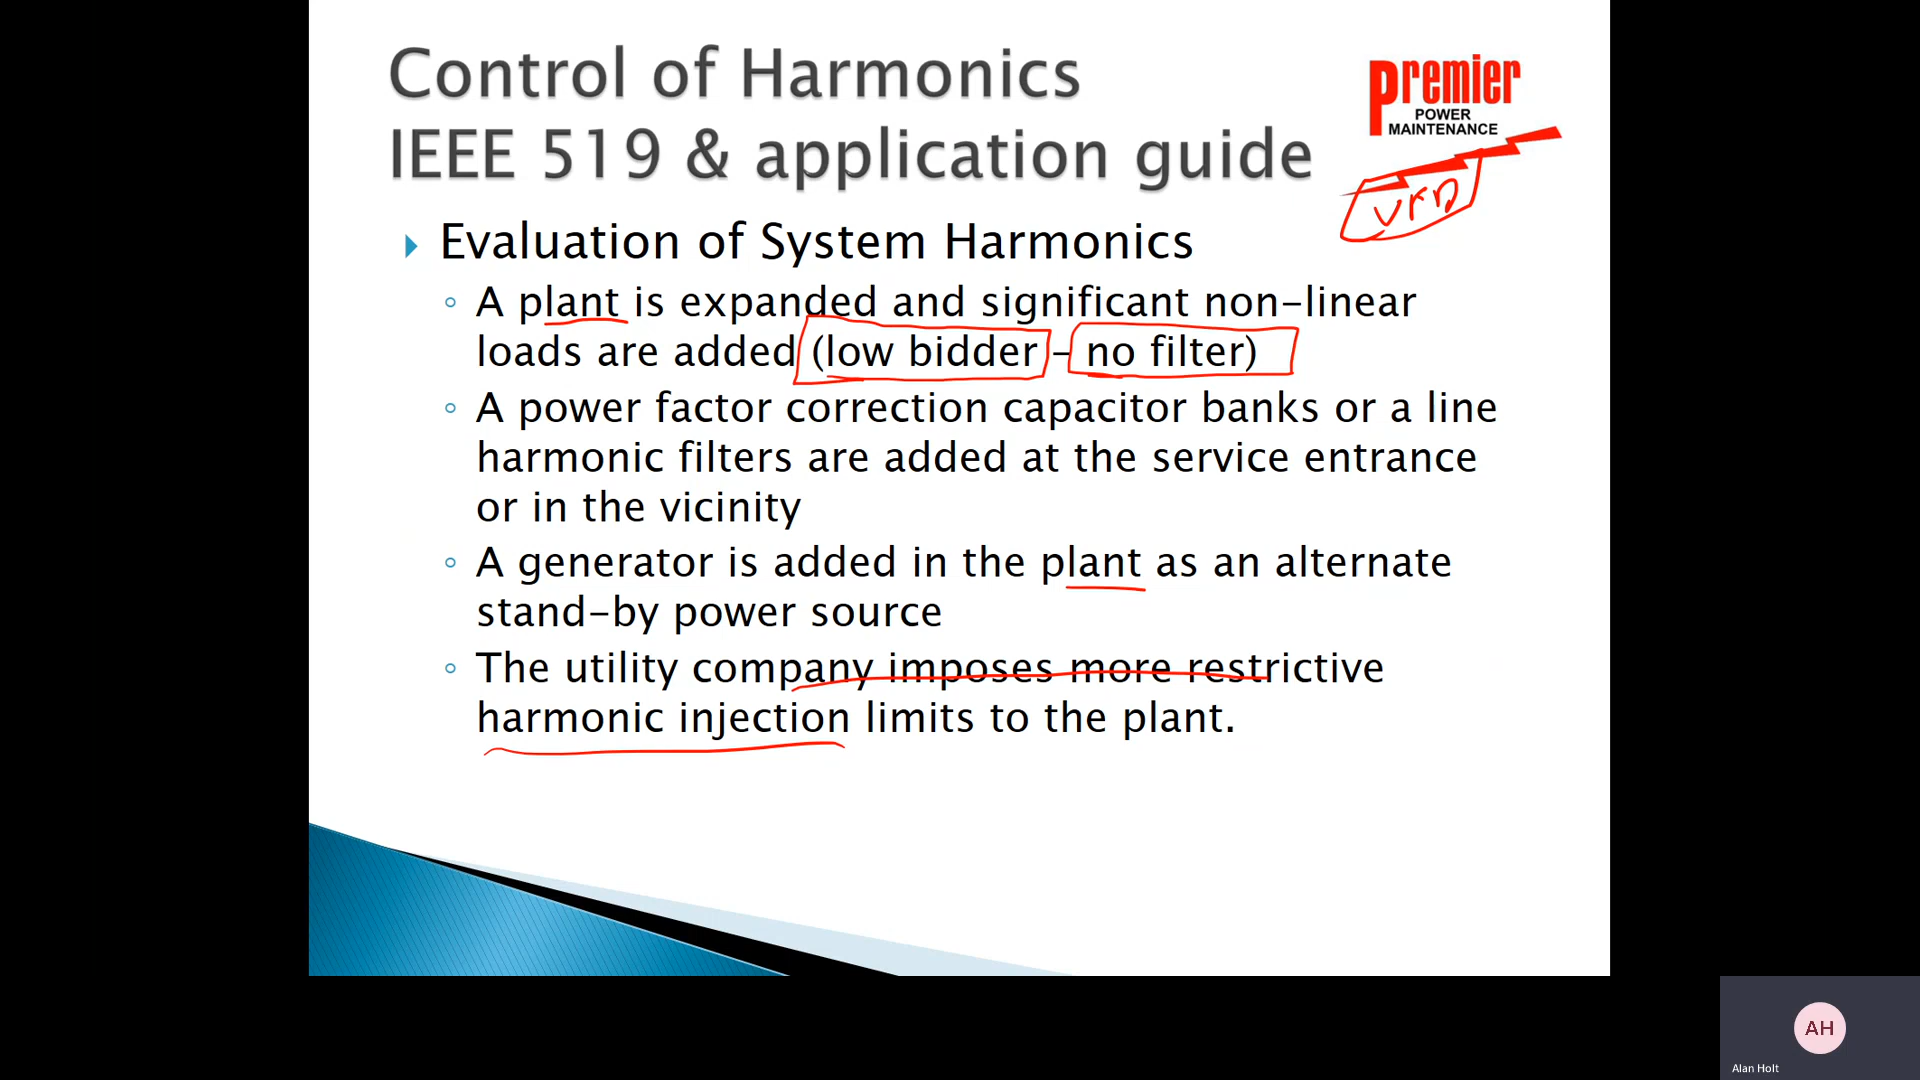 Control of Harmonics
IEEE 519 & application guide
premier
POWER
MAINTENANCE
VFD
Evaluation of System Harmonics
A plant is expanded and significant non-linear
loads are added (low bidder - no filter)
A power factor correction capacitor banks or a line
harmonic filters are added at the service entrance
or in the vicinity
A generator is added in the plant as an alternate
stand-by power source
The utility company imposes more restrictive
harmonic injection limits to the plant.
AH
Alan Holt